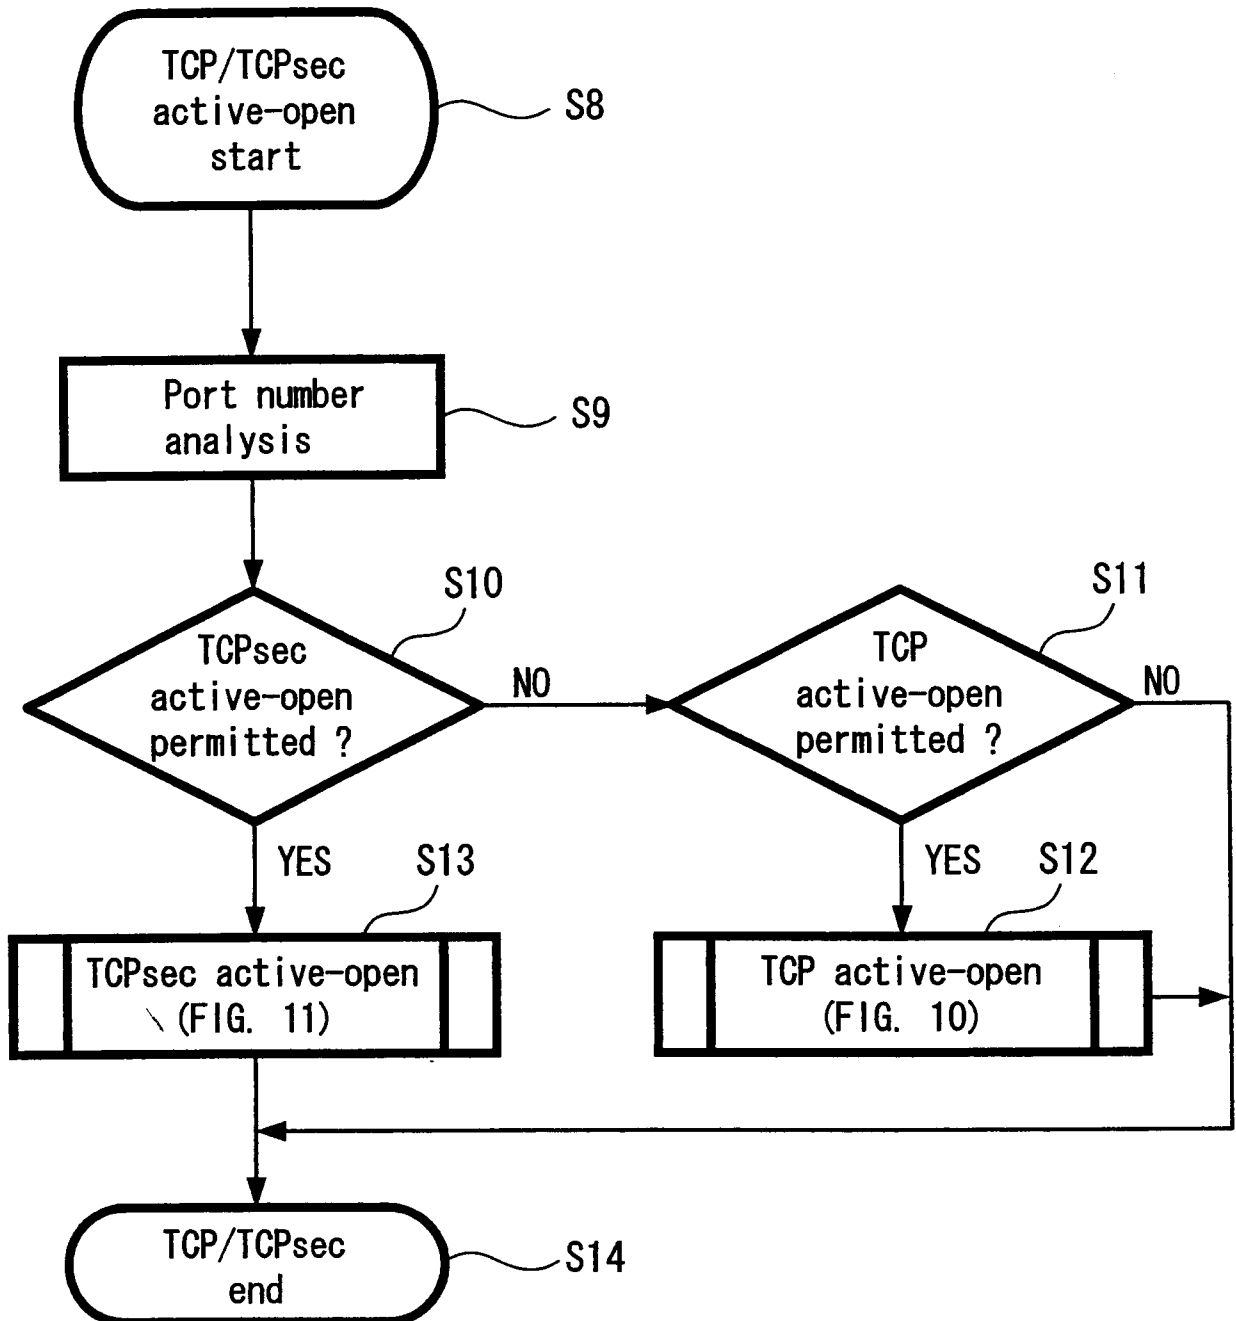 TCP/TCPsec
active-open
start
S8
Port number
analysis
S9
S10
TCPsec
active-open
permitted ?
NO
S11
TCP
active-open
permitted ?
NO
YES
S13
YES
S12
TCPsec active-open
(FIG. 11)
TCP active-open
(FIG. 10)
TCP/TCPsec
end
S14